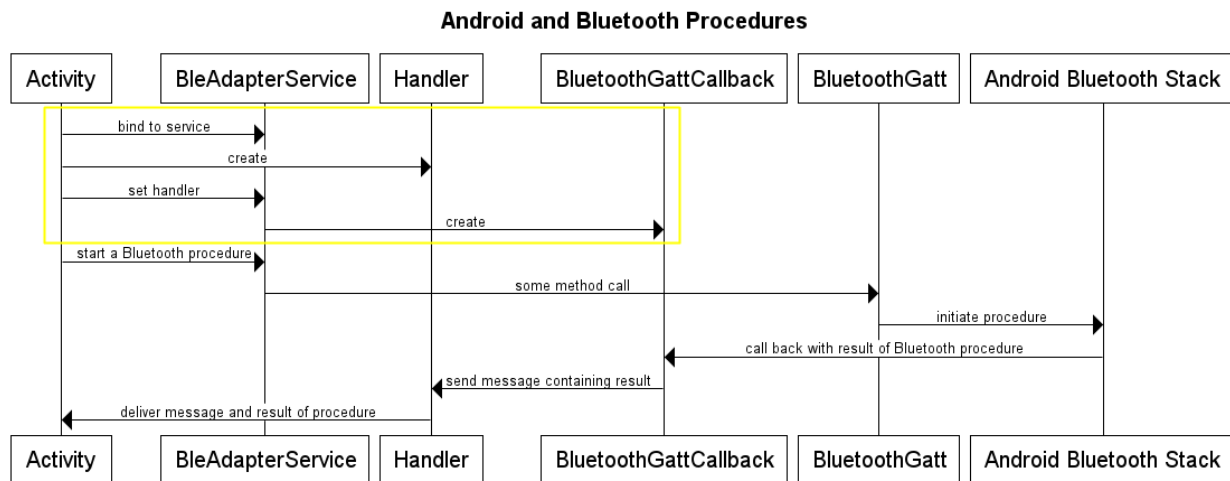 Android and Bluetooth Procedures
Activity BleAdapterService Handler BluetoothGattCallback BluetoothGatt Android Bluetooth Stack
bind to service
create
set handler
create
start a Bluetooth procedure
some method call
initiate procedure
call back with result of Bluetooth procedure
send message containing result
deliver message and result of procedure
Activity BleAdapterService Handler BluetoothGattCallback BluetoothGatt Android Bluetooth Stack